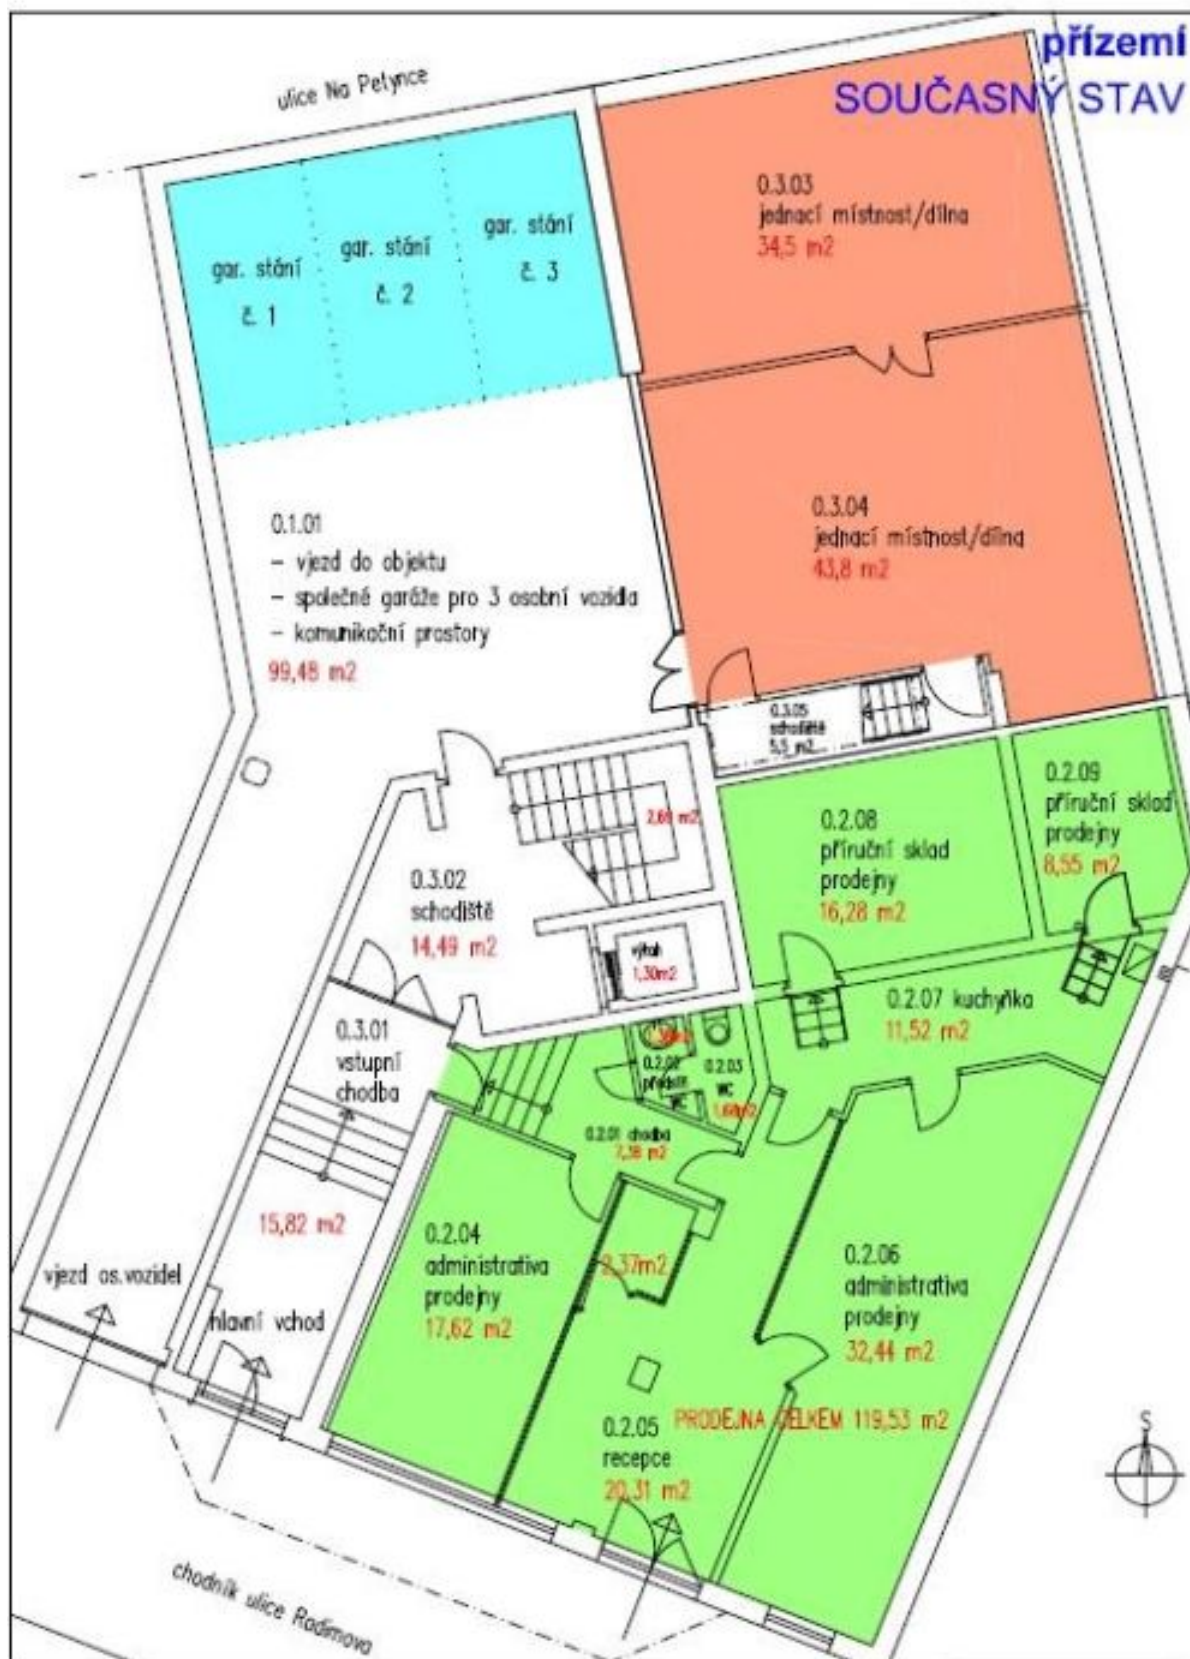 přízemí
SOUČASNÝ STAV
ulice Na Petynce
gar. stání
č. 1
gar. stání
č. 2
gar. stání
č. 3
0.3.03
jednací místnost/dílna
34,5 m2
0.3.04
jednací místnost/dílna
43,8 m2
0.1.01
- vjezd do objektu
- společné garáže pro 3 osobní vozidla
- komunikační prostory
99,48 m2
0.3.05
schodiště
5,5 m2
0.2.09
příruční sklad
prodejny
8,55 m2
0.2.08
příruční sklad
prodejny
16,28 m2
0.3.02
schodiště
14,49 m2
výtah
1,30m2
0.2.07 kuchyňka
11,52 m2
0.3.01
vstupní
chodba
0.2.02
předsíň
WC
0.2.03
WC
1,68m2
0.2.01 chodba
7,38 m2
15,82 m2
0.2.04
administrativa
prodejny
17,62 m2
2,37m2
0.2.06
administrativa
prodejny
32,44 m2
vjezd os.vozidel
hlavní vchod
PRODEJNA CELKEM 119,53 m2
0.2.05
recepce
20,31 m2
S
chodník ulice Radimova